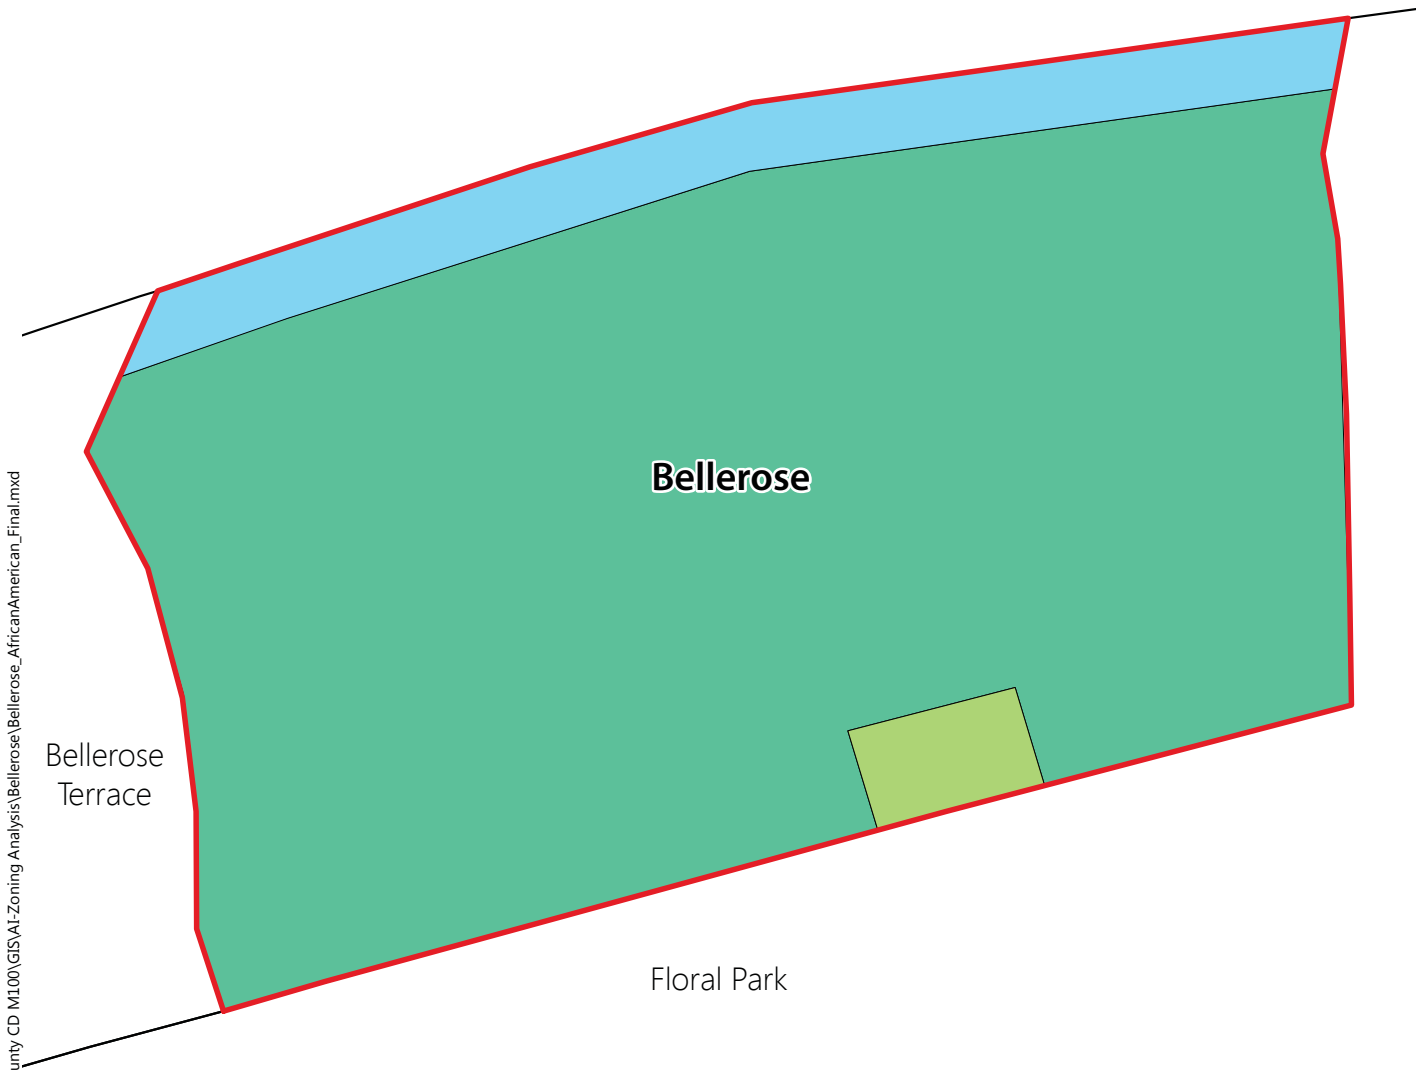 Bellerose
Bellerose
Terrace
Floral Park
unty CD M100\GIS\AI-Zoning Analysis\Bellerose\Bellerose_AfricanAmerican_Final.mxd